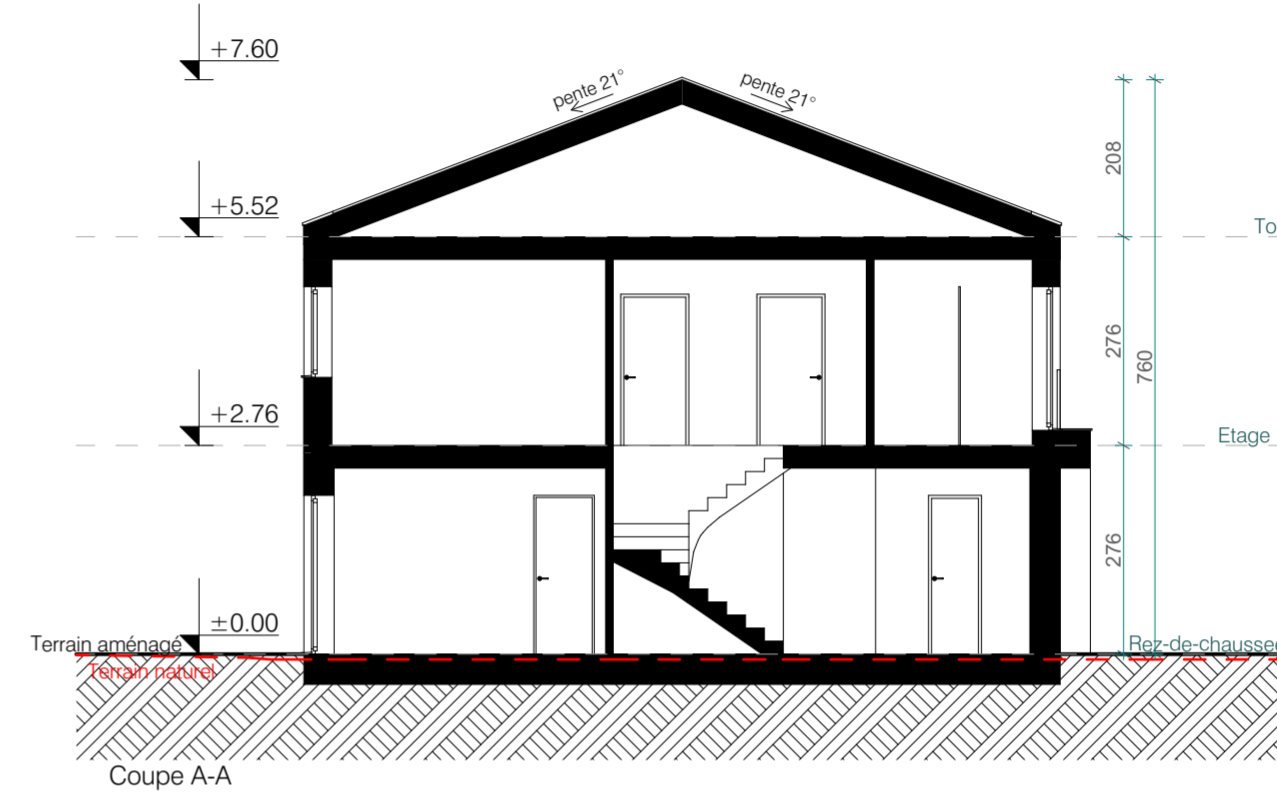 +7.60
pente 21°
pente 21°
208
+5.52
To
276
760
+2.76
Etage
276
±0.00
Terrain aménagé
Rez-de-chaussee
Terrain naturel
Coupe A-A